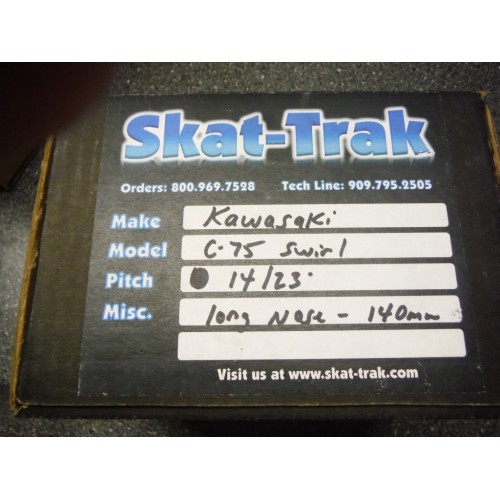 Skat-Trak
Orders: 800.969.7528 Tech Line: 909.795.2505
Make Kawasaki
Model C-75 Swirl
Pitch 14/23°
Misc. long Nose - 140mm
Visit us at www.skat-trak.com